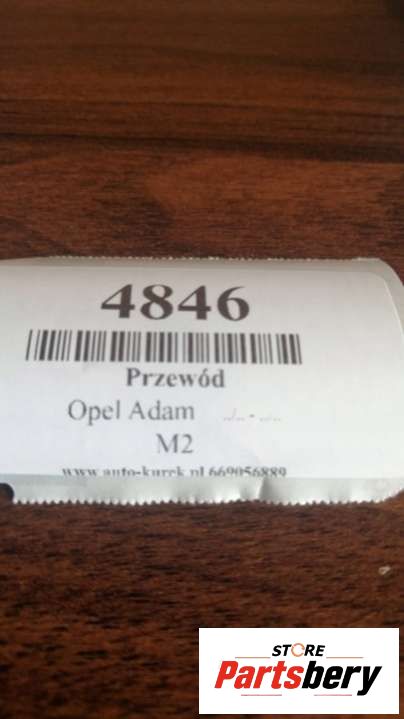 4846
Przewód
Opel Adam
M2
www.auto-kurek.pl 669056889
STORE
Partsbery